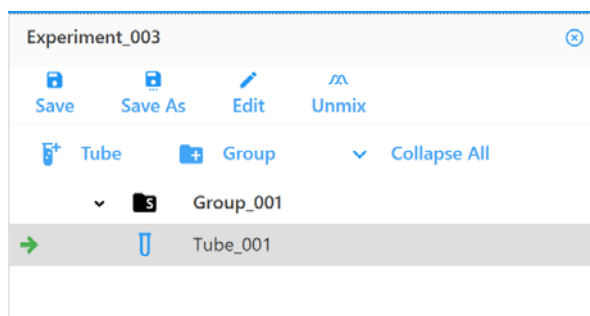 Experiment_003
Save Save As Edit Unmix
Tube Group Collapse All
S Group_001
Tube_001